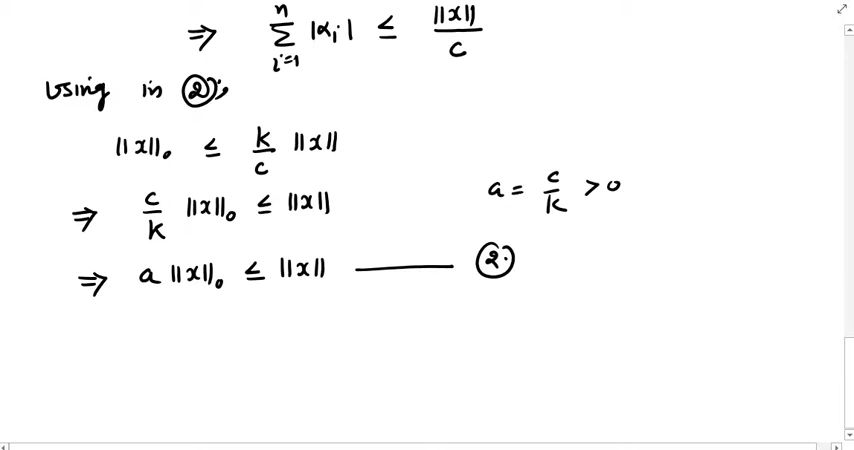 ⇒ ∑_{i=1}^{n} |αᵢ| ≤ ||x||/c
Using in ②,
||x||₀ ≤ k/c ||x||
⇒ c/k ||x||₀ ≤ ||x|| a = c/k > 0
⇒ a ||x||₀ ≤ ||x|| ——— ②